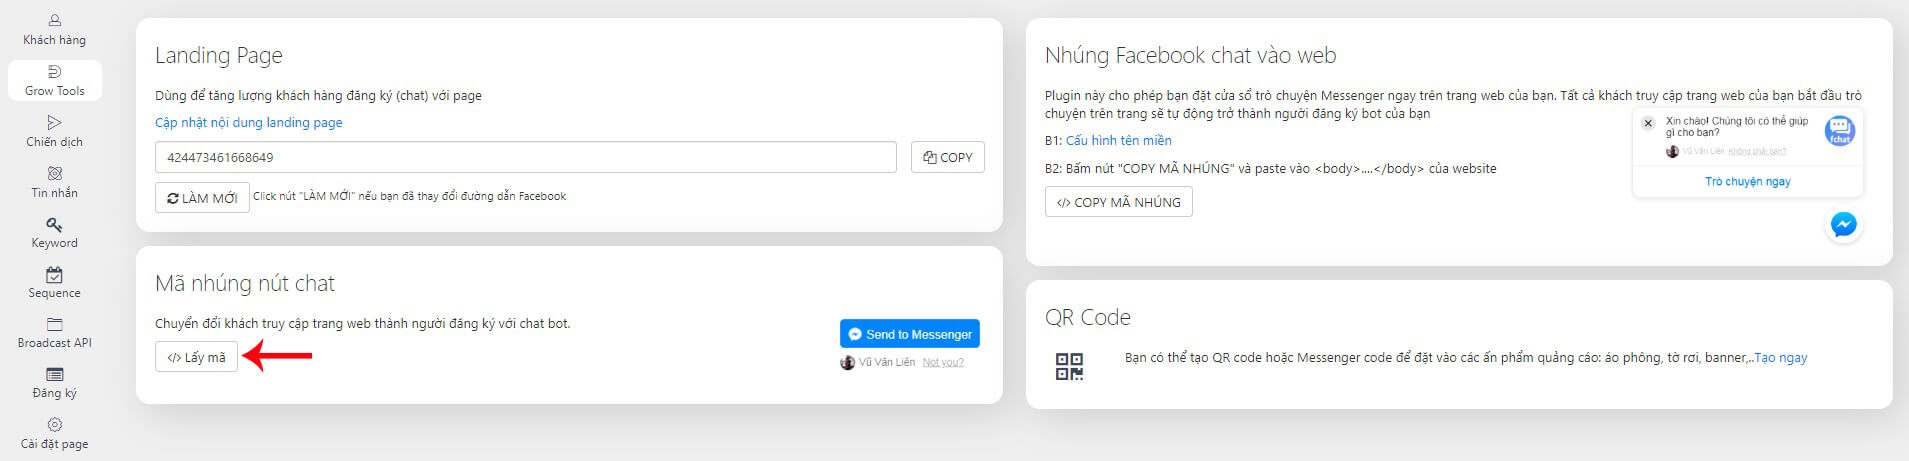 Khách hàng
Grow Tools
Chiến dịch
Tin nhắn
Keyword
Sequence
Broadcast API
Đăng ký
Cài đặt page
Landing Page
Dùng để tăng lượng khách hàng đăng ký (chat) với page
Cập nhật nội dung landing page
424473461668649
COPY
LÀM MỚI
Click nút "LÀM MỚI" nếu bạn đã thay đổi đường dẫn Facebook
Mã nhúng nút chat
Chuyển đổi khách truy cập trang web thành người đăng ký với chat bot.
</> Lấy mã
Send to Messenger
Vũ Văn Liên Not you?
Nhúng Facebook chat vào web
Plugin này cho phép bạn đặt cửa sổ trò chuyện Messenger ngay trên trang web của bạn. Tất cả khách truy cập trang web của bạn bắt đầu trò
chuyện trên trang sẽ tự động trở thành người đăng ký bot của bạn
B1: Cấu hình tên miền
B2: Bấm nút "COPY MÃ NHÚNG" và paste vào <body>....</body> của website
</> COPY MÃ NHÚNG
Xin chào! Chúng tôi có thể giúp
gì cho bạn?
fchat
Vũ Văn Liên. Không phải bạn?
Trò chuyện ngay
QR Code
Bạn có thể tạo QR code hoặc Messenger code để đặt vào các ấn phẩm quảng cáo: áo phông, tờ rơi, banner,..Tạo ngay